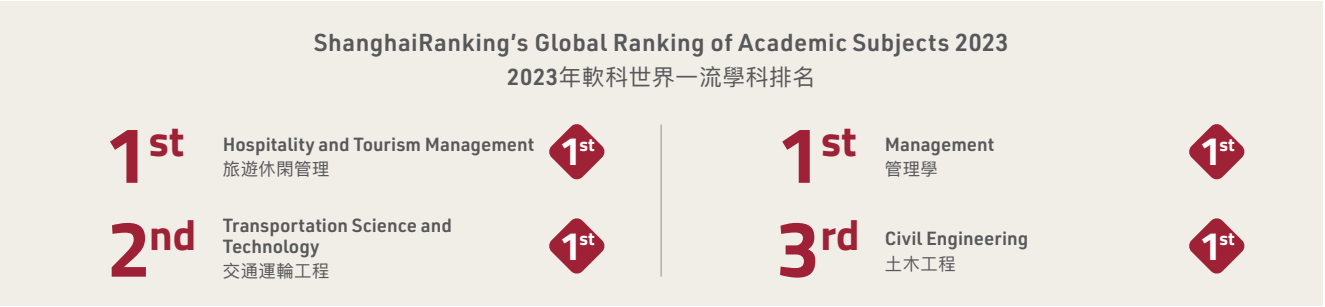 ShanghaiRanking's Global Ranking of Academic Subjects 2023
2023年軟科世界一流學科排名
1st
Hospitality and Tourism Management
旅遊休閑管理
1st
2nd
Transportation Science and
Technology
交通運輸工程
1st
1st
Management
管理學
1st
3rd
Civil Engineering
土木工程
1st